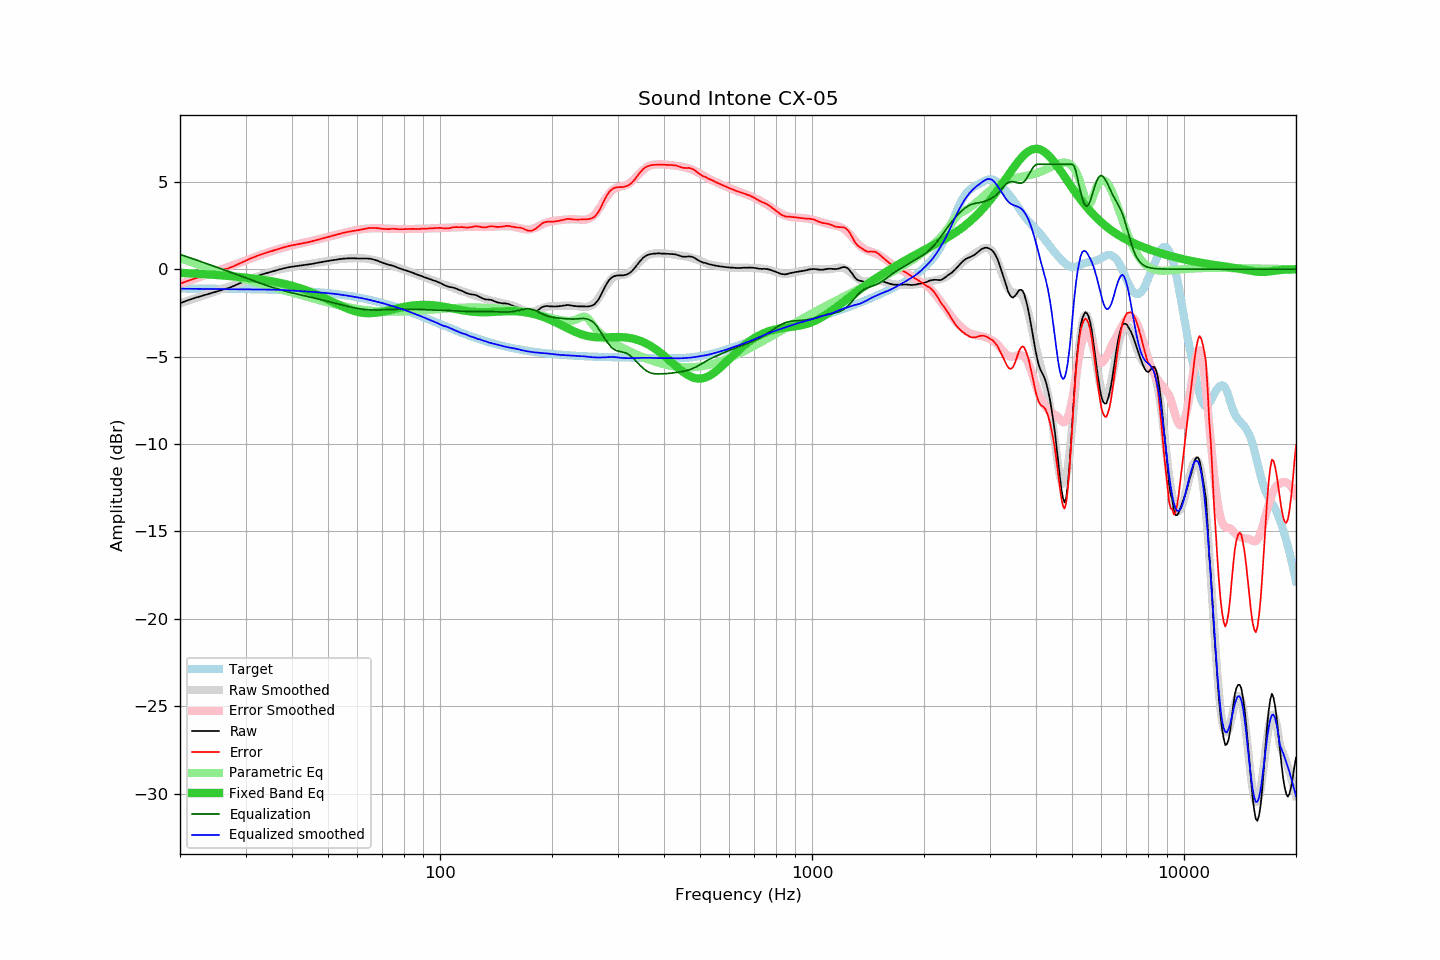 Sound Intone CX-05
Amplitude (dBr)
5
0
−5
−10
−15
−20
−25
−30
Target
Raw Smoothed
Error Smoothed
Raw
Error
Parametric Eq
Fixed Band Eq
Equalization
Equalized smoothed
100
1000
10000
Frequency (Hz)